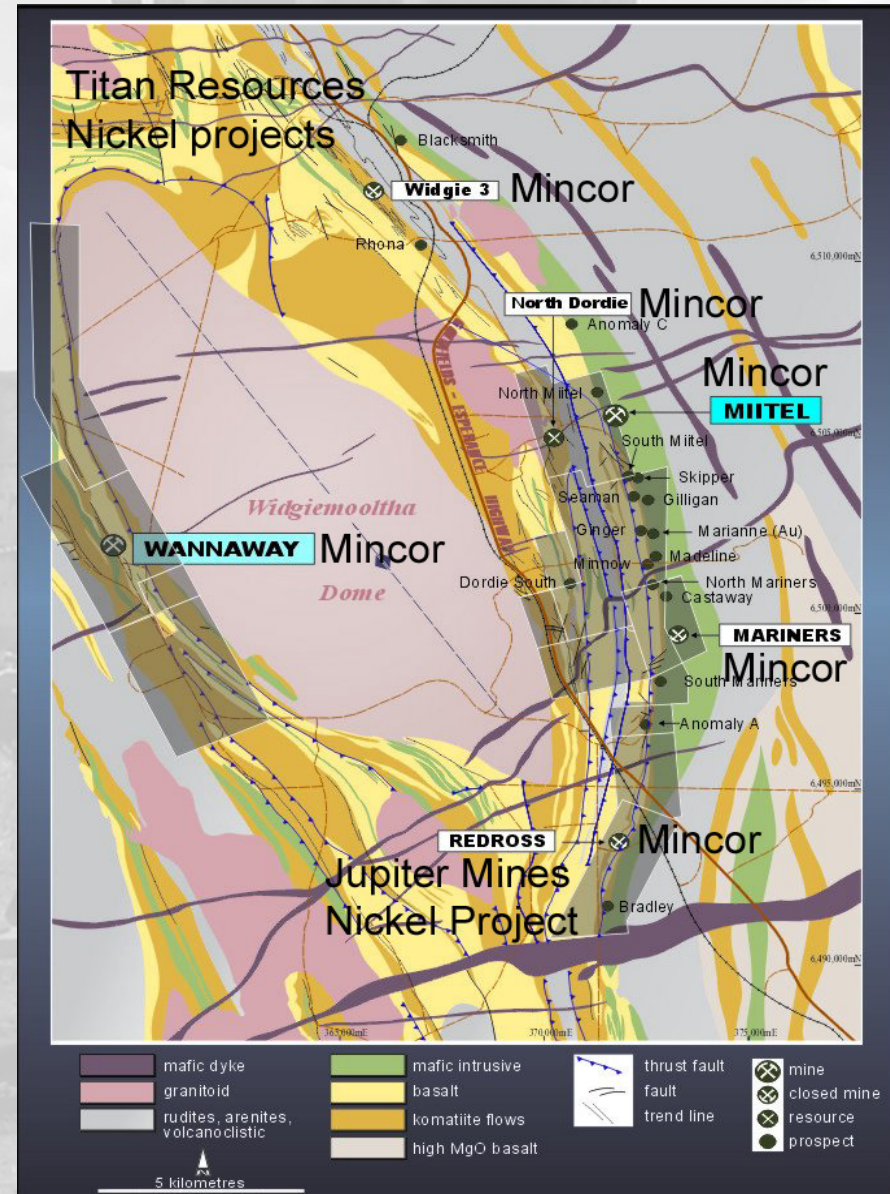 Titan Resources
Nickel projects
Blacksmith
Widgie 3
Mincor
Rhona
6,510,000mN
North Dordie
Mincor
Anomaly C
GOLDFIELDS - ESPERANCE HIGHWAY
Mincor
North Miitel
MIITEL
6,505,000mN
South Miitel
Skipper
Seaman
Gilligan
Widgiemooltha
Dome
Ginger
Marianne (Au)
WANNAWAY
Mincor
Madeline
Minnow
Dordie South
North Mariners
Castaway
6,500,000mN
MARINERS
Mincor
South Mariners
Anomaly A
6,495,000mN
REDROSS
Mincor
Jupiter Mines
Nickel Project
Bradley
6,490,000mN
365,000mE
370,000mE
375,000mE
mafic dyke
granitoid
rudites, arenites,
volcanoclistic
mafic intrusive
basalt
komatiite flows
high MgO basalt
thrust fault
fault
trend line
mine
closed mine
resource
prospect
5 kilometres